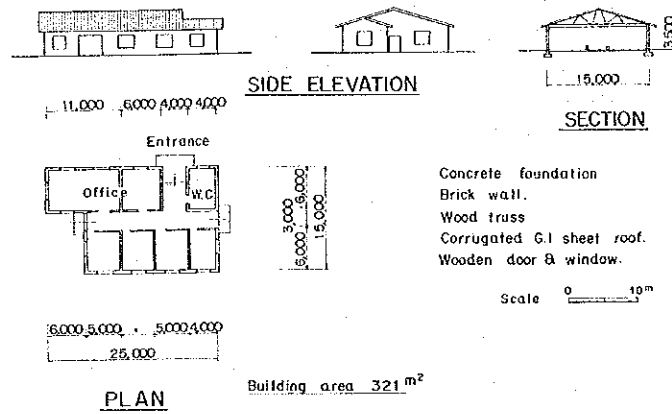 3,500
SIDE ELEVATION
15,000
SECTION
11,000 6,000 4,000 4,000
Entrance
Office
W.C
6,000
3,000
6,000
15,000
Concrete foundation
Brick wall.
Wood truss
Corrugated G.I sheet roof.
Wooden door & window.
Scale 0 10m
6,000 5,000 " 5,000 4,000
25,000
PLAN
Building area 321 m²